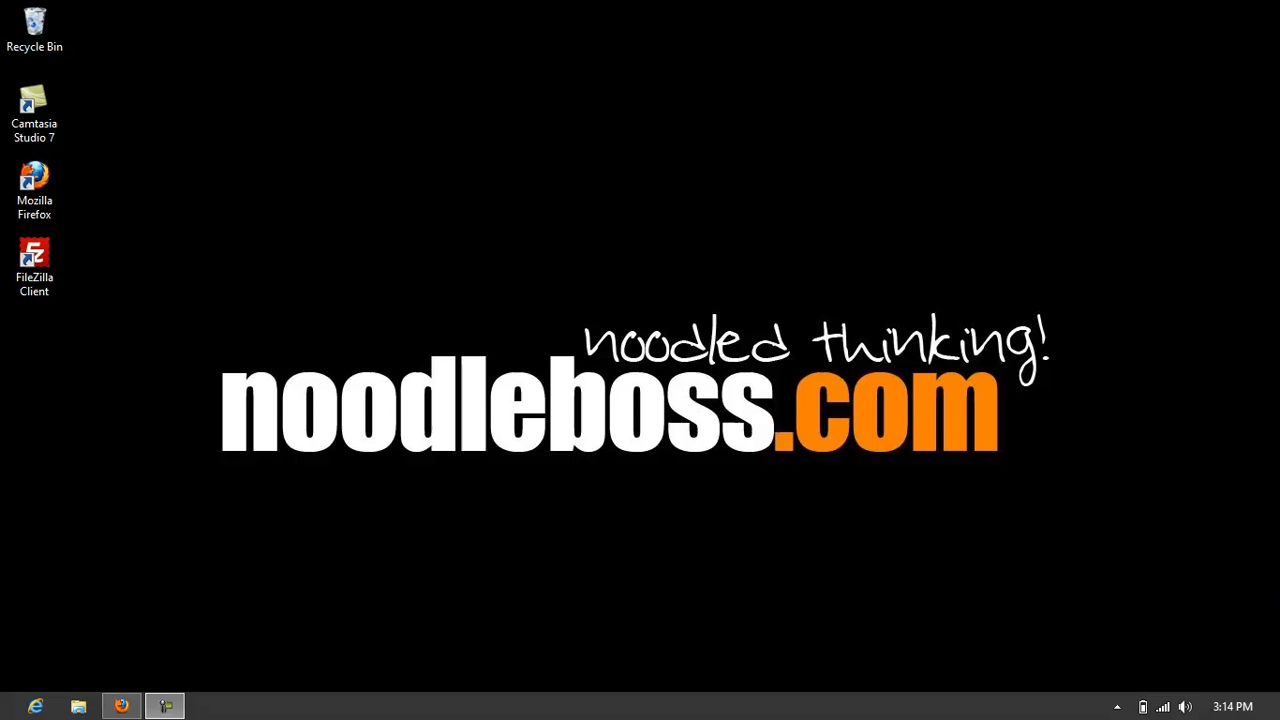 Recycle Bin
Camtasia
Studio 7
Mozilla
Firefox
FileZilla
Client
noodled thinking!
noodleboss.com
3:14 PM